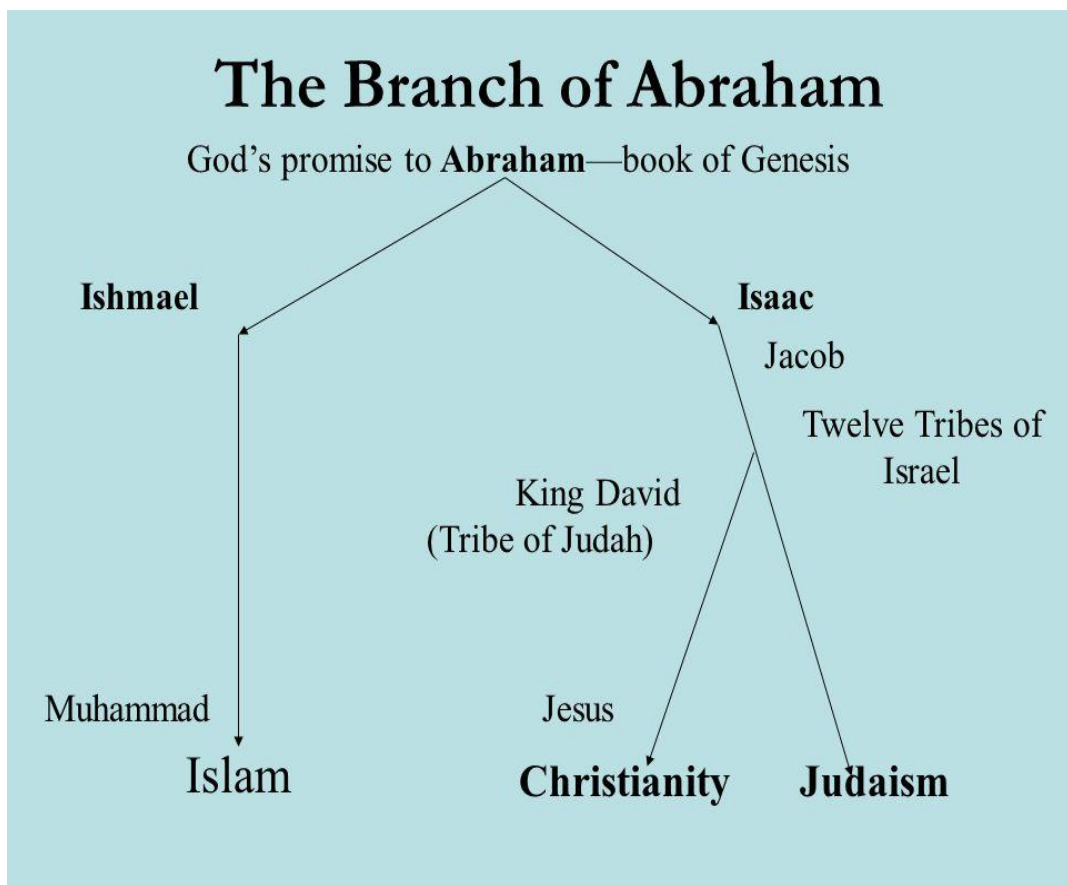 The Branch of Abraham
God’s promise to Abraham—book of Genesis
Ishmael
Isaac
Jacob
Twelve Tribes of
Israel
King David
(Tribe of Judah)
Muhammad
Jesus
Islam
Christianity
Judaism